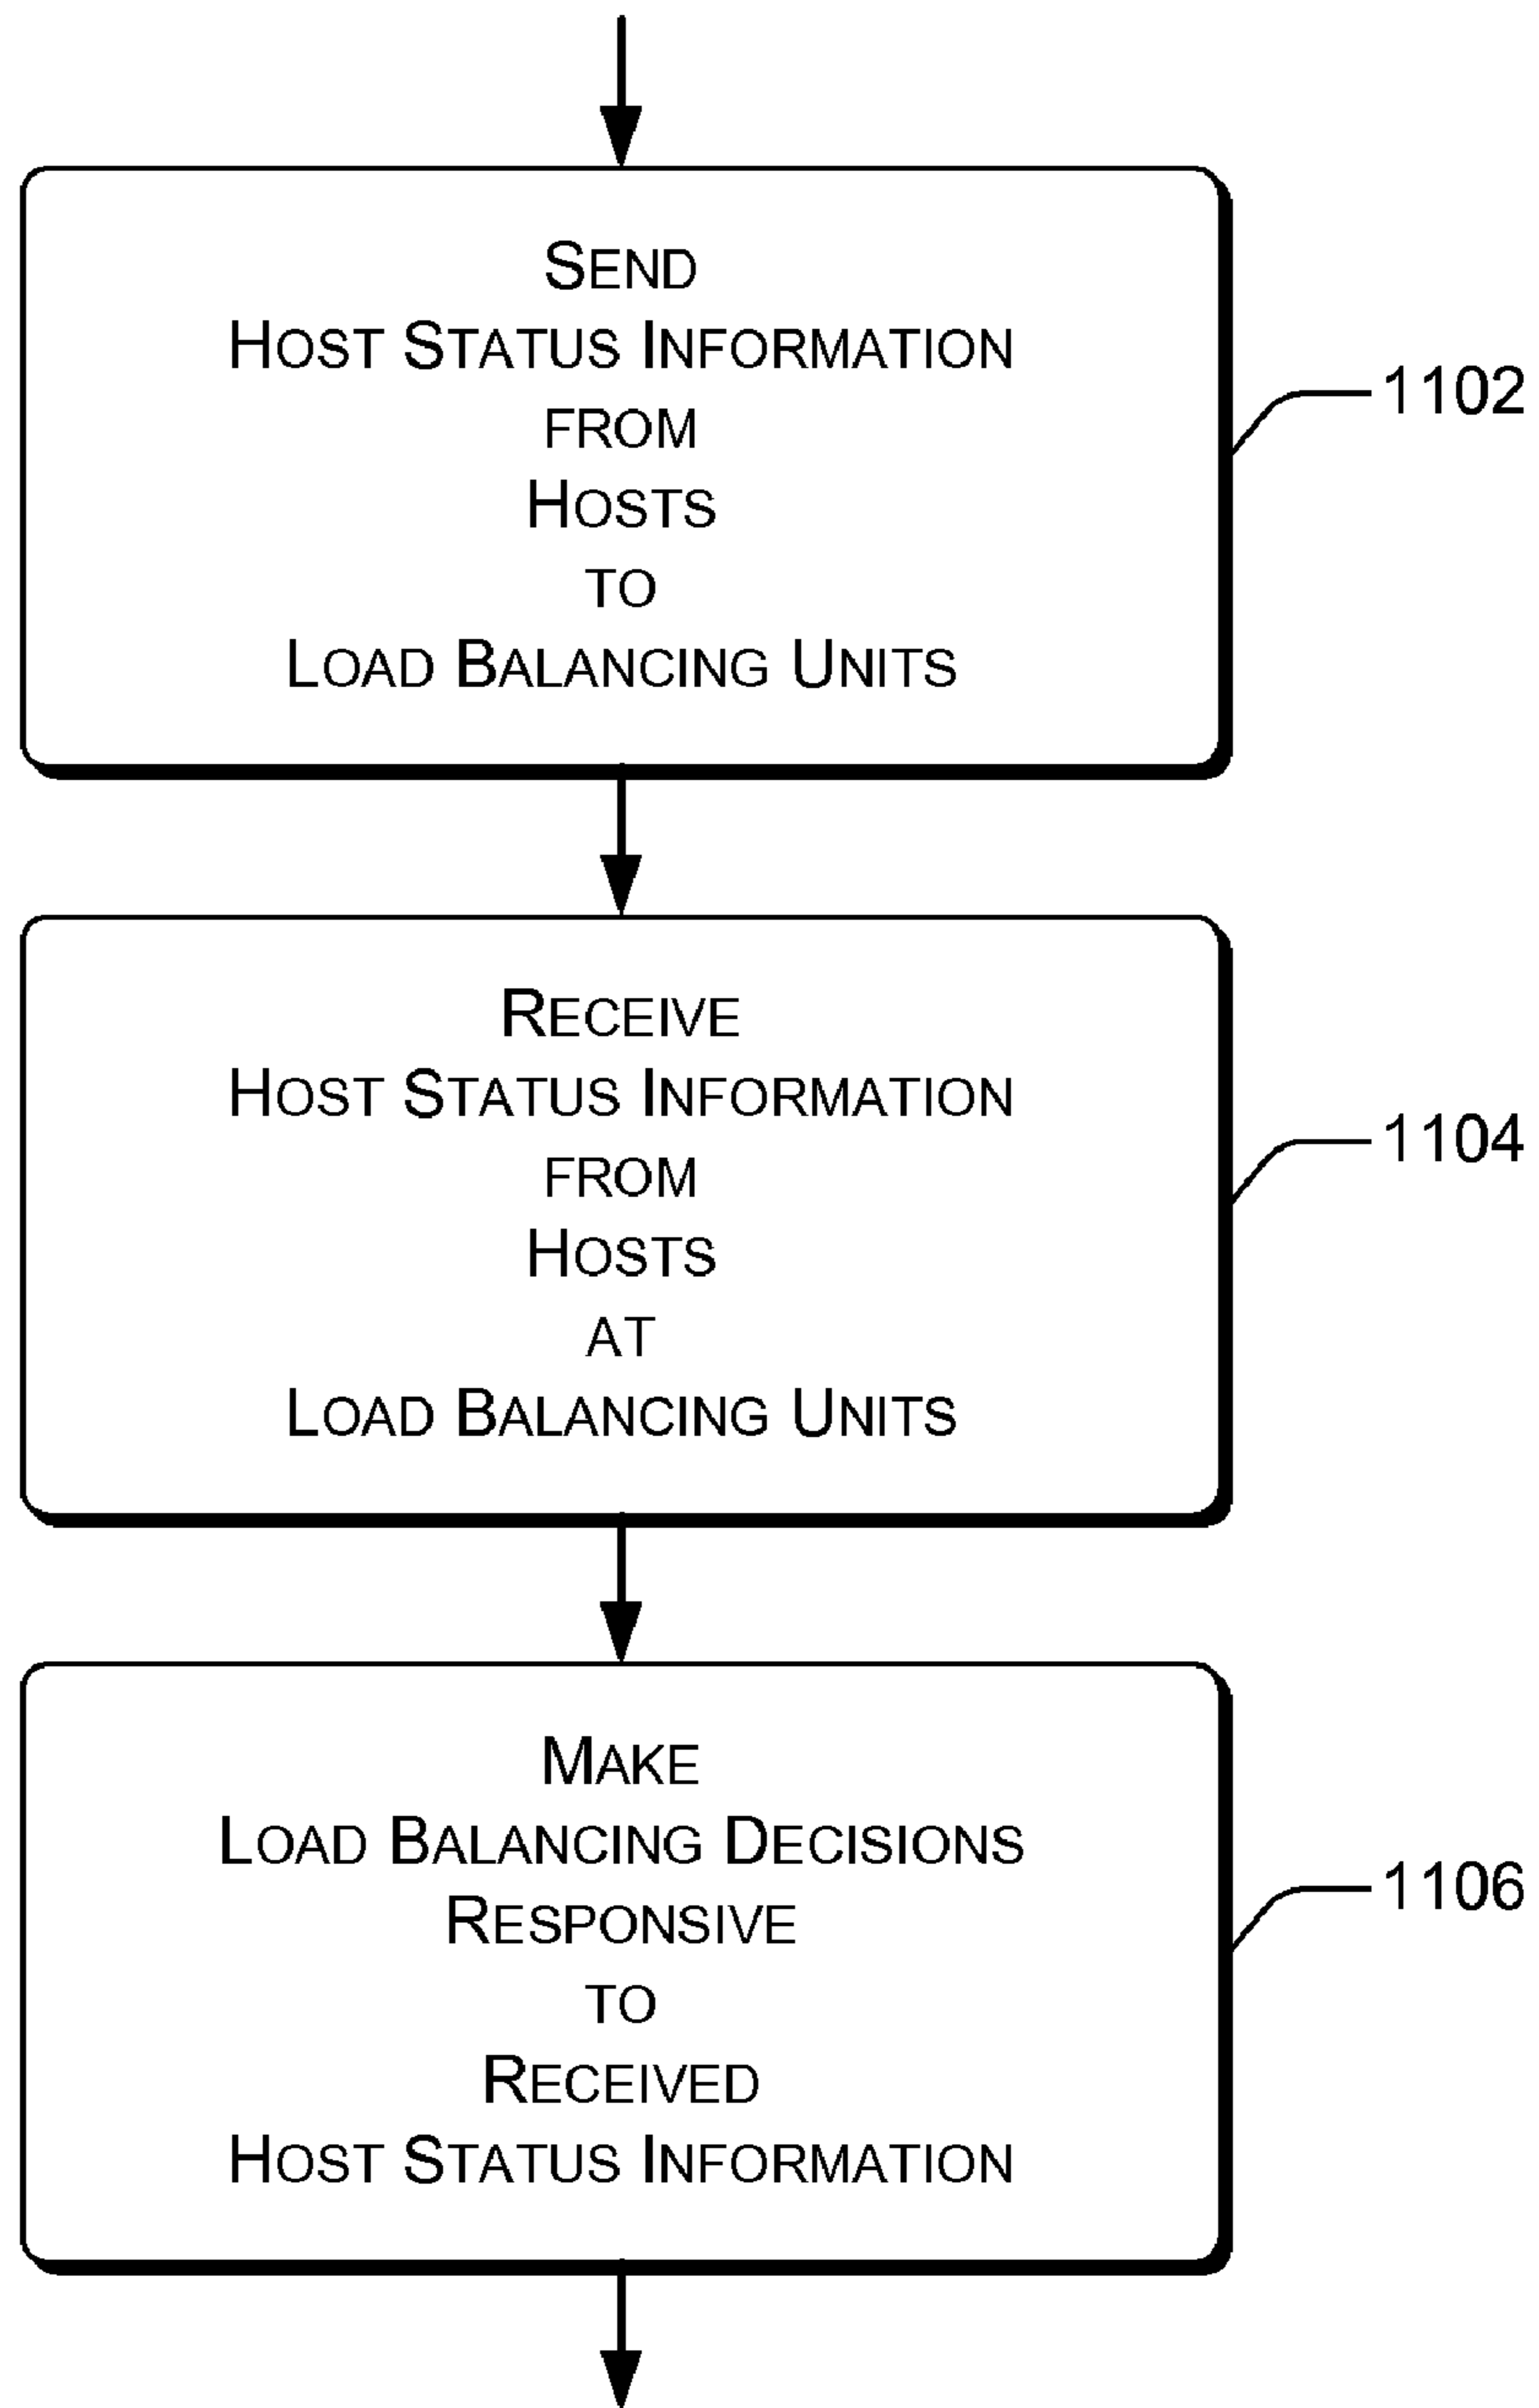 SEND
HOST STATUS INFORMATION
FROM
HOSTS
TO
LOAD BALANCING UNITS
1102
RECEIVE
HOST STATUS INFORMATION
FROM
HOSTS
AT
LOAD BALANCING UNITS
1104
MAKE
LOAD BALANCING DECISIONS
RESPONSIVE
TO
RECEIVED
HOST STATUS INFORMATION
1106